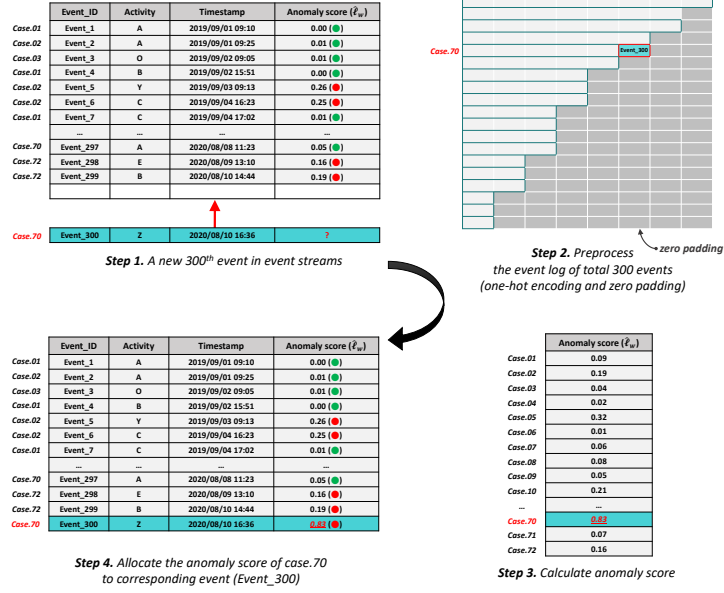 Event_ID Activity Timestamp Anomaly score (ℓ̂_w)
Case.01 Event_1 A 2019/09/01 09:10 0.00 (●)
Case.02 Event_2 A 2019/09/01 09:25 0.01 (●)
Case.03 Event_3 O 2019/09/02 09:05 0.01 (●)
Case.01 Event_4 B 2019/09/02 15:51 0.00 (●)
Case.02 Event_5 Y 2019/09/03 09:13 0.26 (●)
Case.02 Event_6 C 2019/09/04 16:23 0.25 (●)
Case.01 Event_7 C 2019/09/04 17:02 0.01 (●)
... ... ... ...
Case.70 Event_297 A 2020/08/08 11:23 0.05 (●)
Case.72 Event_298 E 2020/08/09 13:10 0.16 (●)
Case.72 Event_299 B 2020/08/10 14:44 0.19 (●)
Case.70 Event_300 Z 2020/08/10 16:36 ?
Step 1. A new 300th event in event streams
Case.70 Event_300
zero padding
Step 2. Preprocess
the event log of total 300 events
(one-hot encoding and zero padding)
Event_ID Activity Timestamp Anomaly score (ℓ̂_w)
Case.01 Event_1 A 2019/09/01 09:10 0.00 (●)
Case.02 Event_2 A 2019/09/01 09:25 0.01 (●)
Case.03 Event_3 O 2019/09/02 09:05 0.01 (●)
Case.01 Event_4 B 2019/09/02 15:51 0.00 (●)
Case.02 Event_5 Y 2019/09/03 09:13 0.26 (●)
Case.02 Event_6 C 2019/09/04 16:23 0.25 (●)
Case.01 Event_7 C 2019/09/04 17:02 0.01 (●)
... ... ... ...
Case.70 Event_297 A 2020/08/08 11:23 0.05 (●)
Case.72 Event_298 E 2020/08/09 13:10 0.16 (●)
Case.72 Event_299 B 2020/08/10 14:44 0.19 (●)
Case.70 Event_300 Z 2020/08/10 16:36 0.83 (●)
Step 4. Allocate the anomaly score of case.70
to corresponding event (Event_300)
Anomaly score (ℓ̂_w)
Case.01 0.09
Case.02 0.19
Case.03 0.04
Case.04 0.02
Case.05 0.32
Case.06 0.01
Case.07 0.06
Case.08 0.08
Case.09 0.05
Case.10 0.21
... ...
Case.70 0.83
Case.71 0.07
Case.72 0.16
Step 3. Calculate anomaly score